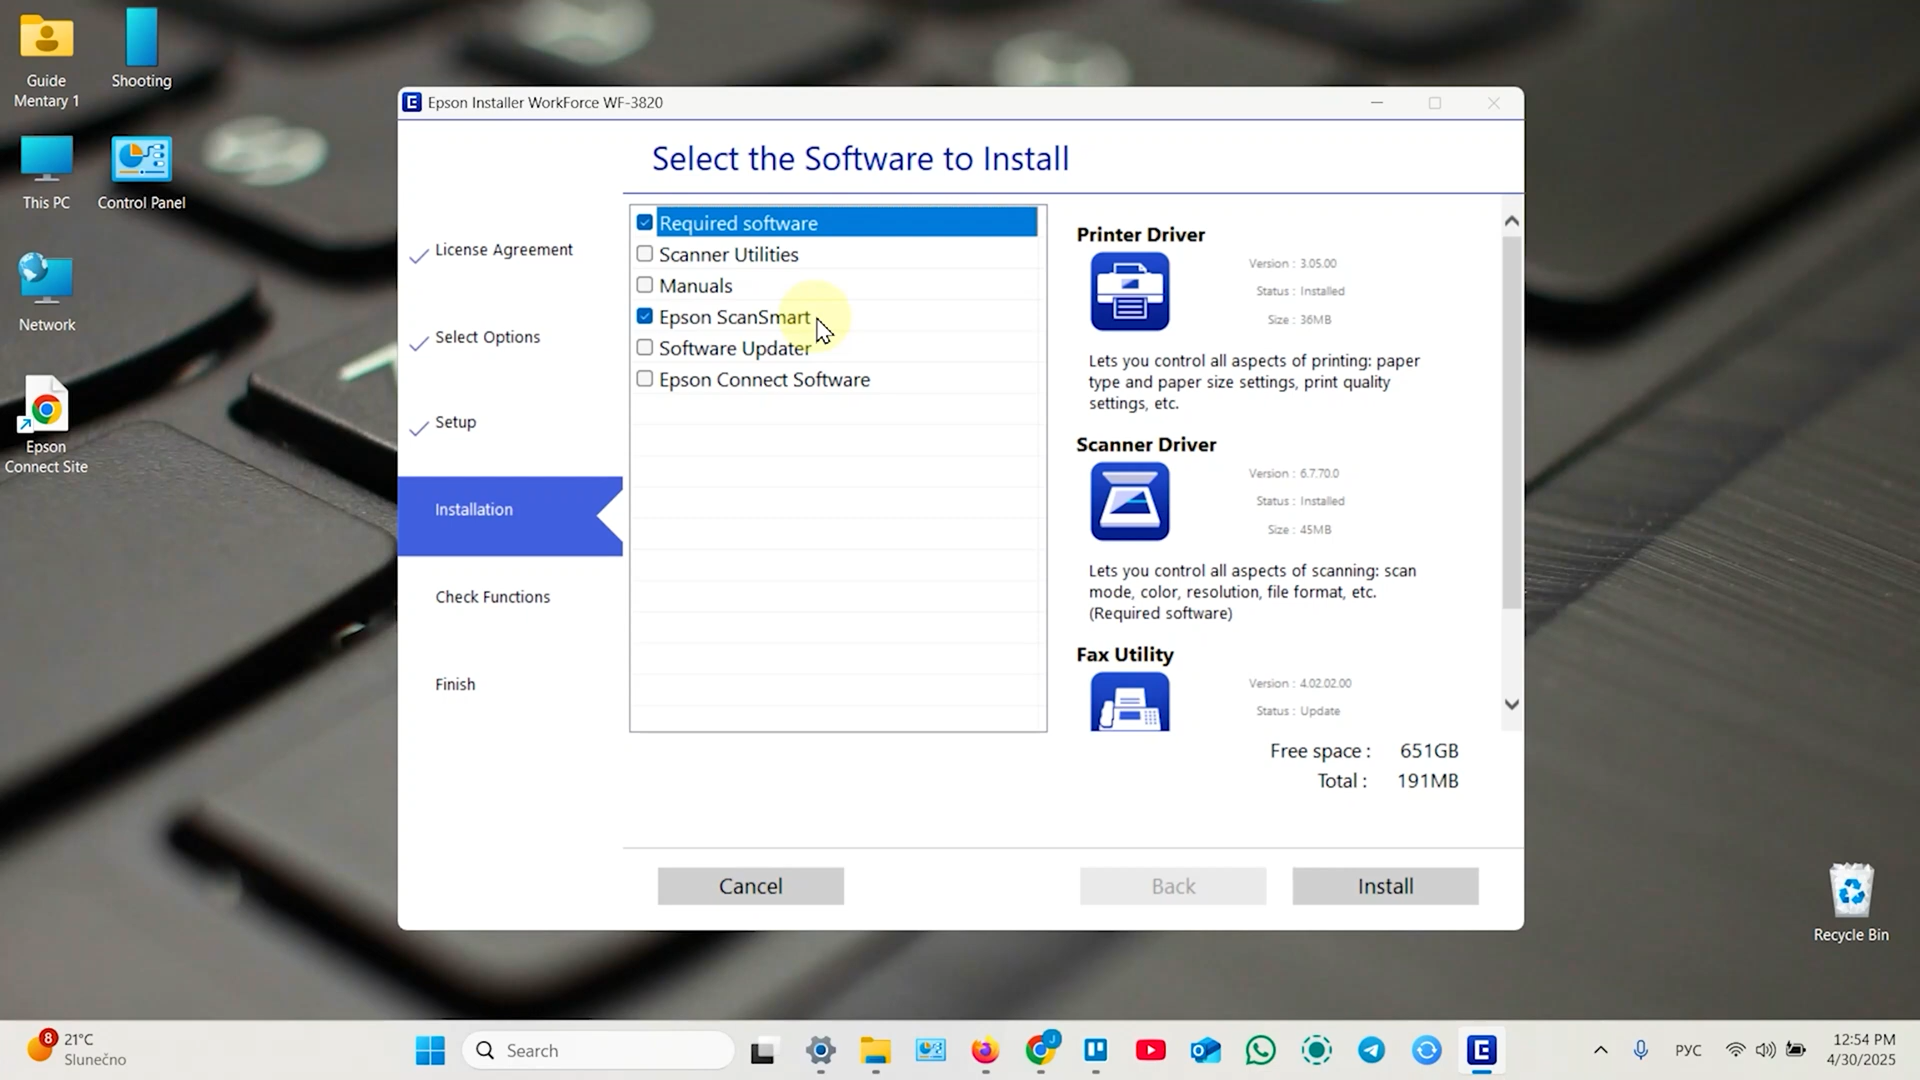 Guide
Mentary 1
Shooting
This PC
Control Panel
Network
Epson
Connect Site
Recycle Bin
E Epson Installer WorkForce WF-3820
Select the Software to Install
License Agreement
Select Options
Setup
Installation
Check Functions
Finish
Required software
Scanner Utilities
Manuals
Epson ScanSmart
Software Updater
Epson Connect Software
Printer Driver
Version : 3.05.00
Status : Installed
Size : 36MB
Lets you control all aspects of printing: paper
type and paper size settings, print quality
settings, etc.
Scanner Driver
Version : 6.7.70.0
Status : Installed
Size : 45MB
Lets you control all aspects of scanning: scan
mode, color, resolution, file format, etc.
(Required software)
Fax Utility
Version : 4.02.02.00
Status : Update
Free space : 651GB
Total : 191MB
Cancel
Back
Install
8
21°C
Slunečno
Search
J
E
РУС
12:54 PM
4/30/2025